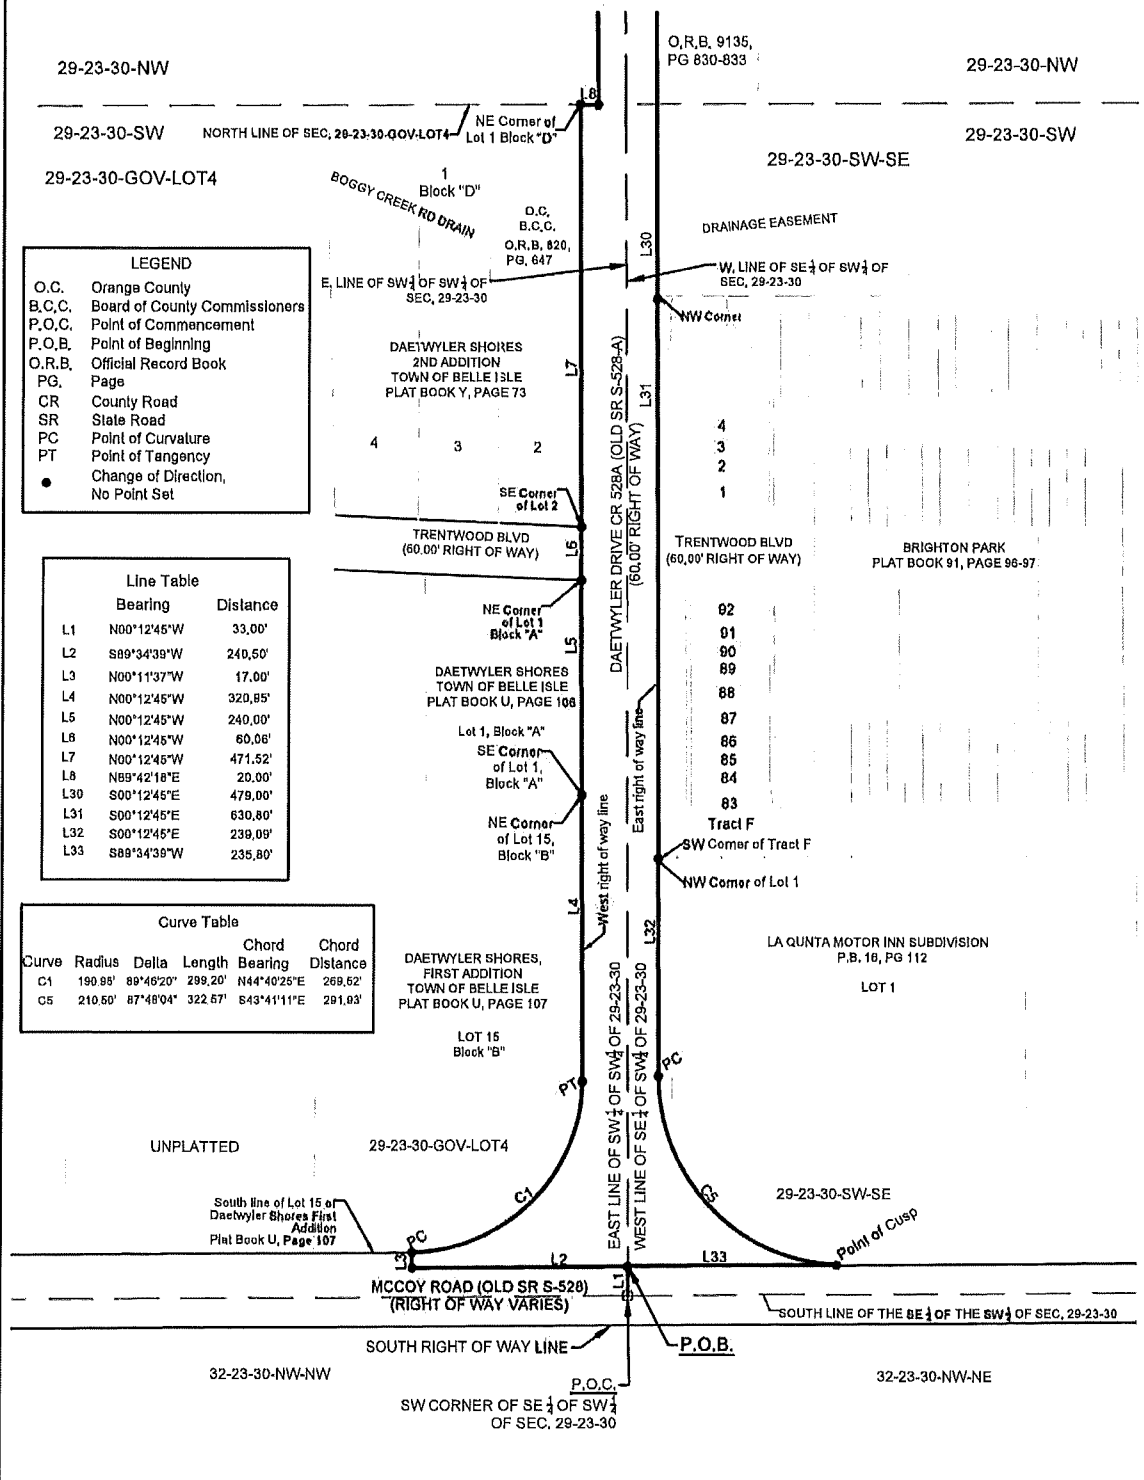 O.R.B. 9135,
PG 830-833
29-23-30-NW
29-23-30-NW
L8
29-23-30-SW
NORTH LINE OF SEC. 29-23-30-GOV-LOT4
NE Corner of
Lot 1 Block "D"
29-23-30-SW
29-23-30-SW-SE
29-23-30-GOV-LOT4
1
Block "D"
BOGGY CREEK RD DRAIN
O.C.
B.C.C.
O.R.B. 820,
PG. 647
DRAINAGE EASEMENT
L30
E. LINE OF SW¼ OF SW¼ OF
SEC. 29-23-30
W. LINE OF SE¼ OF SW¼ OF
SEC. 29-23-30
NW Corner
LEGEND
O.C. Orange County
B.C.C. Board of County Commissioners
P.O.C. Point of Commencement
P.O.B. Point of Beginning
O.R.B. Official Record Book
PG. Page
CR County Road
SR State Road
PC Point of Curvature
PT Point of Tangency
Change of Direction,
No Point Set
DAETWYLER SHORES
2ND ADDITION
TOWN OF BELLE ISLE
PLAT BOOK Y, PAGE 73
L7
L31
4 3 2
4
3
2
1
DAETWYLER DRIVE CR 528A (OLD SR S-528-A)
(60.00' RIGHT OF WAY)
SE Corner
of Lot 2
TRENTWOOD BLVD
(60.00' RIGHT OF WAY)
L6
TRENTWOOD BLVD
(60.00' RIGHT OF WAY)
BRIGHTON PARK
PLAT BOOK 91, PAGE 96-97
Line Table
Bearing Distance
L1 N00°12'45"W 33.00'
L2 S89°34'39"W 240.50'
L3 N00°11'37"W 17.00'
L4 N00°12'45"W 320.85'
L5 N00°12'45"W 240.00'
L6 N00°12'45"W 60.06'
L7 N00°12'45"W 471.52'
L8 N89°42'18"E 20.00'
L30 S00°12'45"E 479.00'
L31 S00°12'45"E 630.80'
L32 S00°12'45"E 239.09'
L33 S89°34'39"W 235.80'
NE Corner
of Lot 1
Block "A"
L5
92
91
90
89
88
87
86
85
84
83
Tract F
DAETWYLER SHORES
TOWN OF BELLE ISLE
PLAT BOOK U, PAGE 106
Lot 1, Block "A"
SE Corner
of Lot 1,
Block "A"
NE Corner
of Lot 15,
Block "B"
East right of way line
West right of way line
SW Corner of Tract F
NW Corner of Lot 1
L4
L32
Curve Table
Chord Chord
Curve Radius Delta Length Bearing Distance
C1 190.95' 89°46'20" 299.20' N44°40'25"E 269.52'
C5 210.50' 87°48'04" 322.57' S43°41'11"E 291.93'
DAETWYLER SHORES,
FIRST ADDITION
TOWN OF BELLE ISLE
PLAT BOOK U, PAGE 107
LOT 15
Block "B"
LA QUNTA MOTOR INN SUBDIVISION
P.B. 16, PG 112
LOT 1
EAST LINE OF SW¼ OF SW¼ OF 29-23-30
WEST LINE OF SE¼ OF SW¼ OF 29-23-30
PT
PC
UNPLATTED
29-23-30-GOV-LOT4
C1
C5
29-23-30-SW-SE
South line of Lot 15 of
Daetwyler Shores First
Addition
Plat Book U, Page 107
PC
Point of Cusp
L3
L2
L33
L1
MCCOY ROAD (OLD SR S-528)
(RIGHT OF WAY VARIES)
SOUTH LINE OF THE SE¼ OF THE SW¼ OF SEC. 29-23-30
SOUTH RIGHT OF WAY LINE
P.O.B.
32-23-30-NW-NW
32-23-30-NW-NE
P.O.C.
SW CORNER OF SE¼ OF SW¼
OF SEC. 29-23-30